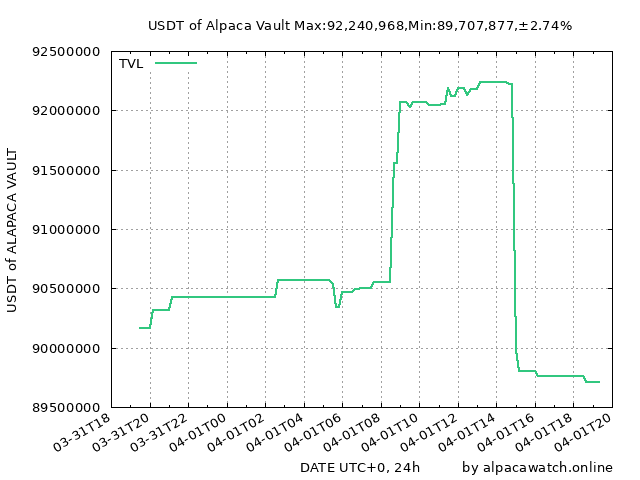 USDT of Alpaca Vault Max:92,240,968,Min:89,707,877,±2.74%
TVL
92500000
92000000
91500000
91000000
90500000
90000000
89500000
USDT of ALAPACA VAULT
03-31T18
03-31T20
03-31T22
04-01T00
04-01T02
04-01T04
04-01T06
04-01T08
04-01T10
04-01T12
04-01T14
04-01T16
04-01T18
04-01T20
DATE UTC+0, 24h
by alpacawatch.online